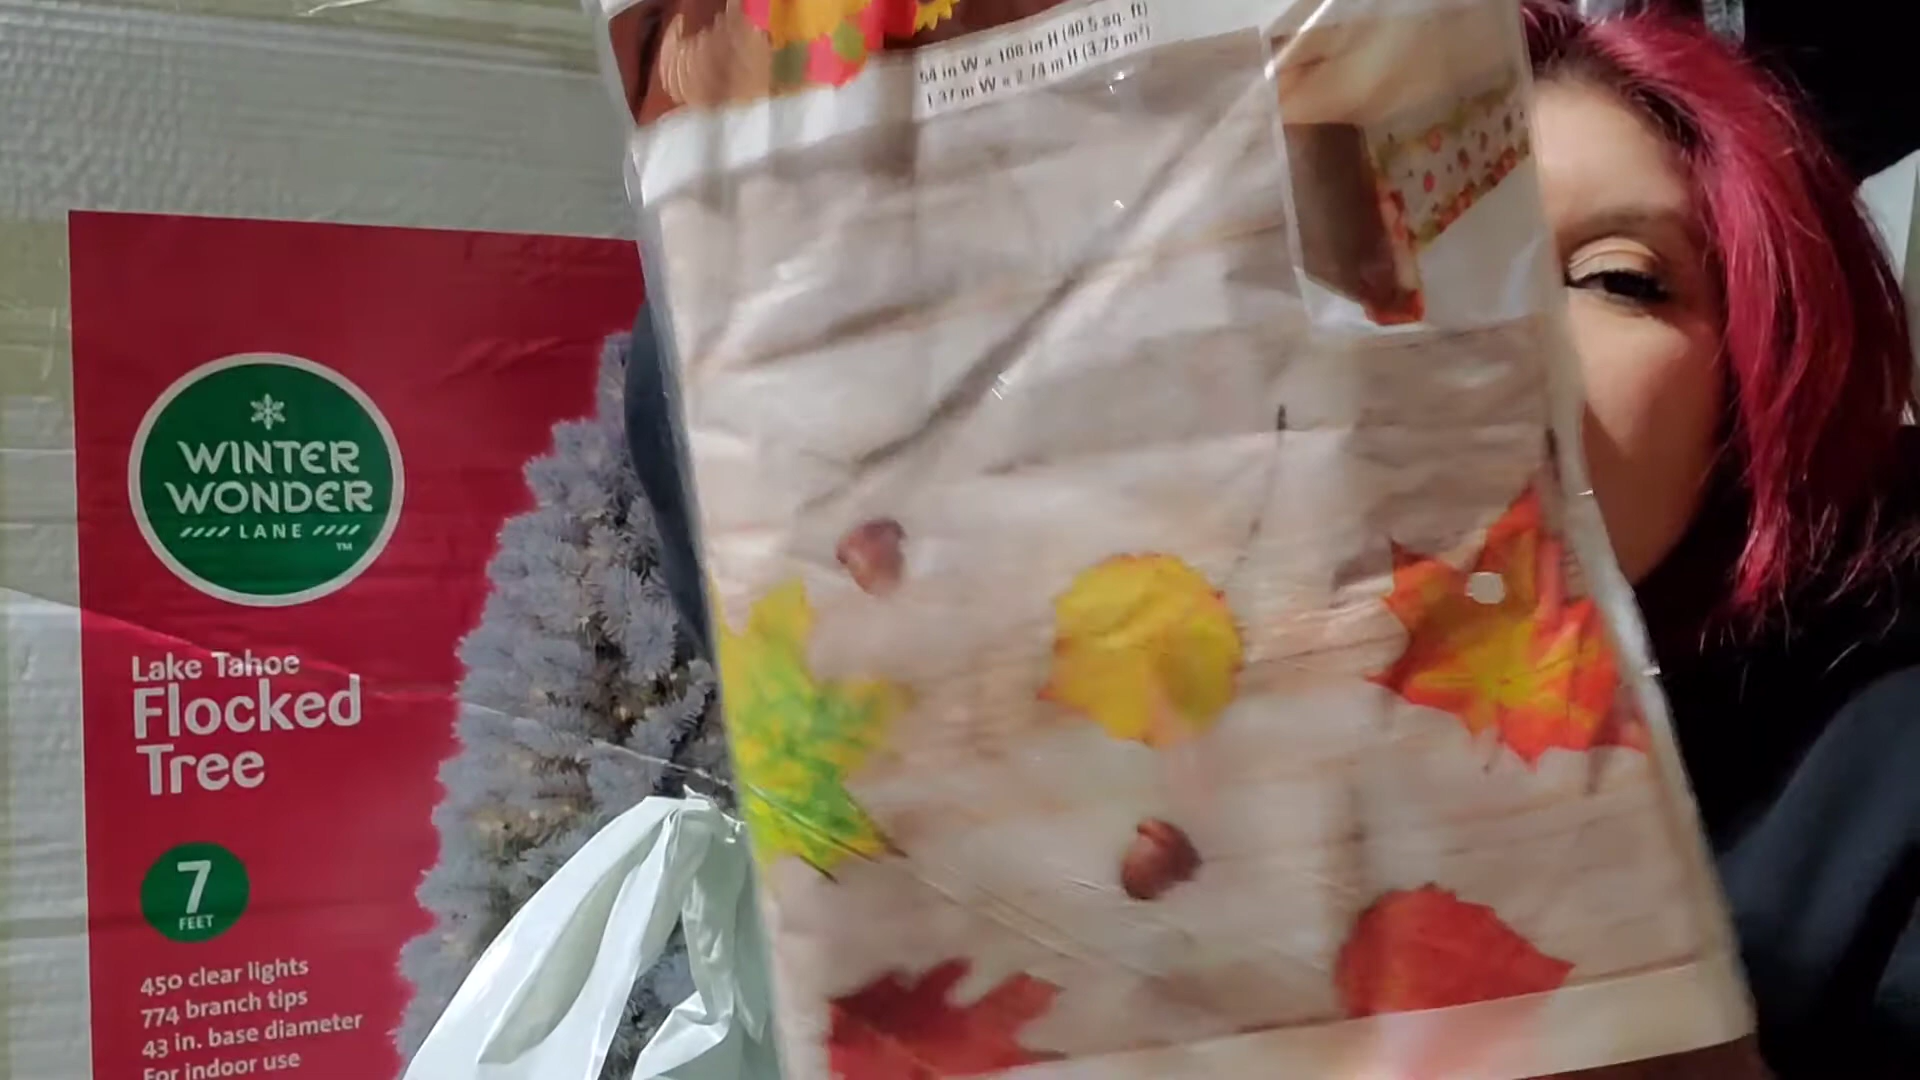 54 in W x 108 in H (40.5 sq. ft)
1.37 m W x 2.74 m H (3.75 m²)
WINTER
WONDER
LANE
TM
Lake Tahoe
Flocked
Tree
7
FEET
450 clear lights
774 branch tips
43 in. base diameter
For indoor use